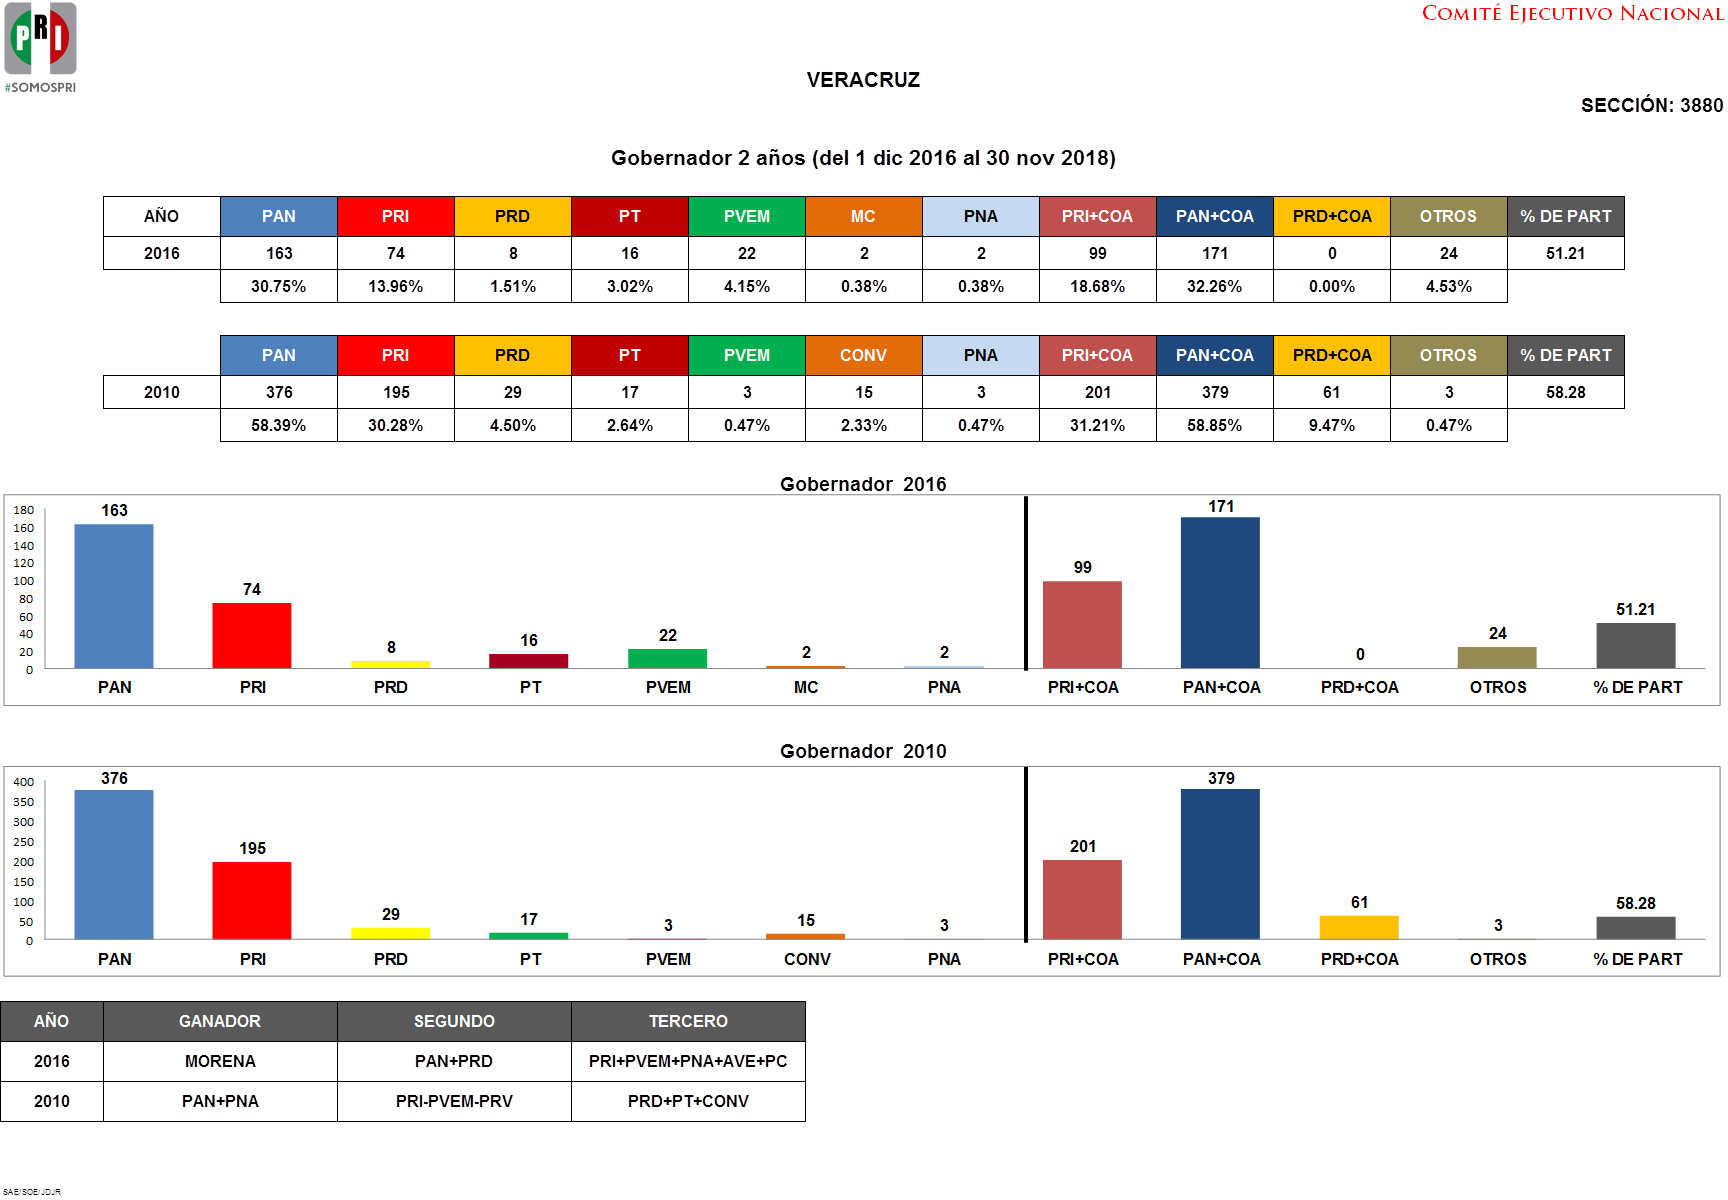 PRI
#SOMOSPRI
COMITÉ EJECUTIVO NACIONAL
VERACRUZ
SECCIÓN: 3880
Gobernador 2 años (del 1 dic 2016 al 30 nov 2018)
AÑO PAN PRI PRD PT PVEM MC PNA PRI+COA PAN+COA PRD+COA OTROS % DE PART
2016 163 74 8 16 22 2 2 99 171 0 24 51.21
30.75% 13.96% 1.51% 3.02% 4.15% 0.38% 0.38% 18.68% 32.26% 0.00% 4.53%
PAN PRI PRD PT PVEM CONV PNA PRI+COA PAN+COA PRD+COA OTROS % DE PART
2010 376 195 29 17 3 15 3 201 379 61 3 58.28
58.39% 30.28% 4.50% 2.64% 0.47% 2.33% 0.47% 31.21% 58.85% 9.47% 0.47%
Gobernador 2016
180
160
140
120
100
80
60
40
20
0
163 74 8 16 22 2 2 99 171 0 24 51.21
PAN PRI PRD PT PVEM MC PNA PRI+COA PAN+COA PRD+COA OTROS % DE PART
Gobernador 2010
400
350
300
250
200
150
100
50
0
376 195 29 17 3 15 3 201 379 61 3 58.28
PAN PRI PRD PT PVEM CONV PNA PRI+COA PAN+COA PRD+COA OTROS % DE PART
AÑO GANADOR SEGUNDO TERCERO
2016 MORENA PAN+PRD PRI+PVEM+PNA+AVE+PC
2010 PAN+PNA PRI-PVEM-PRV PRD+PT+CONV
SAE/SOE/JDJR